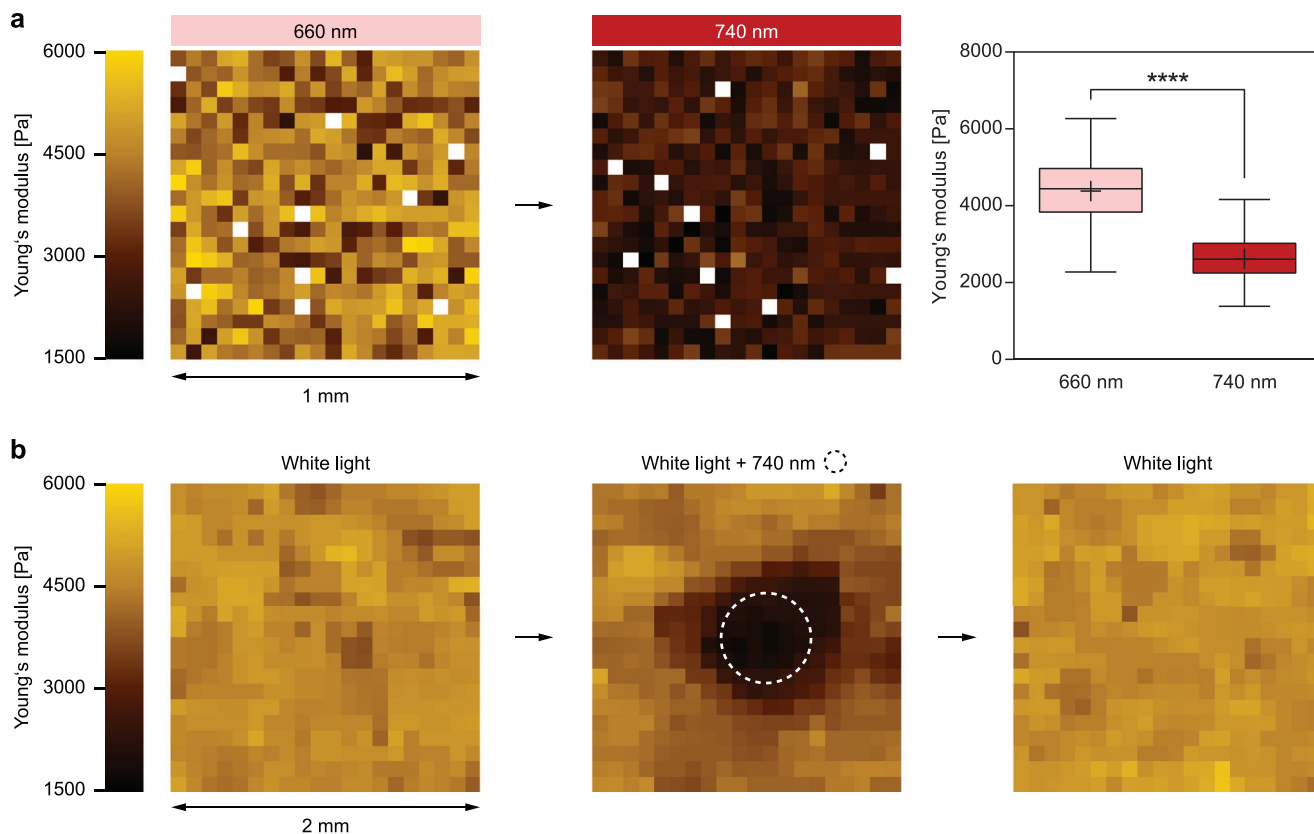 a
660 nm
740 nm
Young's modulus [Pa]
6000
4500
3000
1500
1 mm
Young's modulus [Pa]
8000
6000
4000
2000
0
****
660 nm
740 nm
b
White light
White light + 740 nm
White light
Young's modulus [Pa]
6000
4500
3000
1500
2 mm